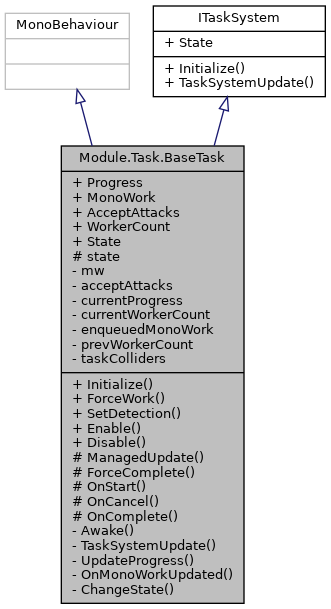 MonoBehaviour
ITaskSystem
+ State
+ Initialize()
+ TaskSystemUpdate()
Module.Task.BaseTask
+ Progress
+ MonoWork
+ AcceptAttacks
+ WorkerCount
+ State
# state
- mw
- acceptAttacks
- currentProgress
- currentWorkerCount
- enqueuedMonoWork
- prevWorkerCount
- taskColliders
+ Initialize()
+ ForceWork()
+ SetDetection()
+ Enable()
+ Disable()
# ManagedUpdate()
# ForceComplete()
# OnStart()
# OnCancel()
# OnComplete()
- Awake()
- TaskSystemUpdate()
- UpdateProgress()
- OnMonoWorkUpdated()
- ChangeState()